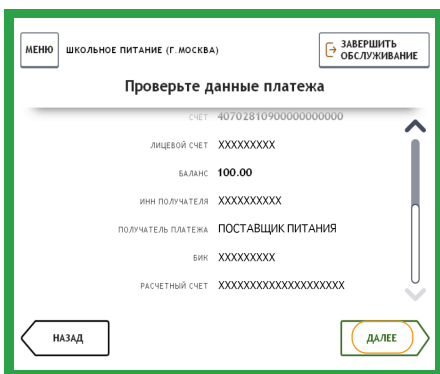 МЕНЮ ШКОЛЬНОЕ ПИТАНИЕ (Г.МОСКВА) ЗАВЕРШИТЬ ОБСЛУЖИВАНИЕ
Проверьте данные платежа
СЧЕТ 40702810900000000000
ЛИЦЕВОЙ СЧЕТ XXXXXXXXX
БАЛАНС 100.00
ИНН ПОЛУЧАТЕЛЯ XXXXXXXXXX
ПОЛУЧАТЕЛЬ ПЛАТЕЖА ПОСТАВЩИК ПИТАНИЯ
БИК XXXXXXXXX
РАСЧЕТНЫЙ СЧЕТ XXXXXXXXXXXXXXXXXXXX
НАЗАД ДАЛЕЕ